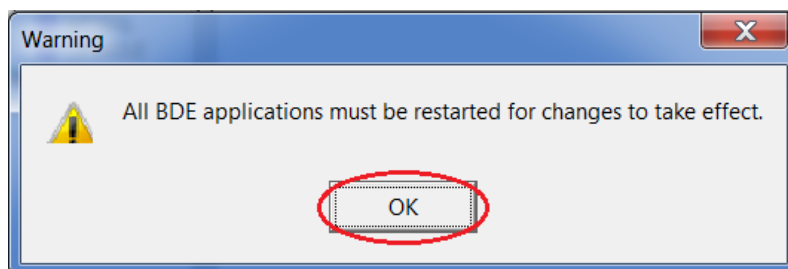 Warning
All BDE applications must be restarted for changes to take effect.
OK